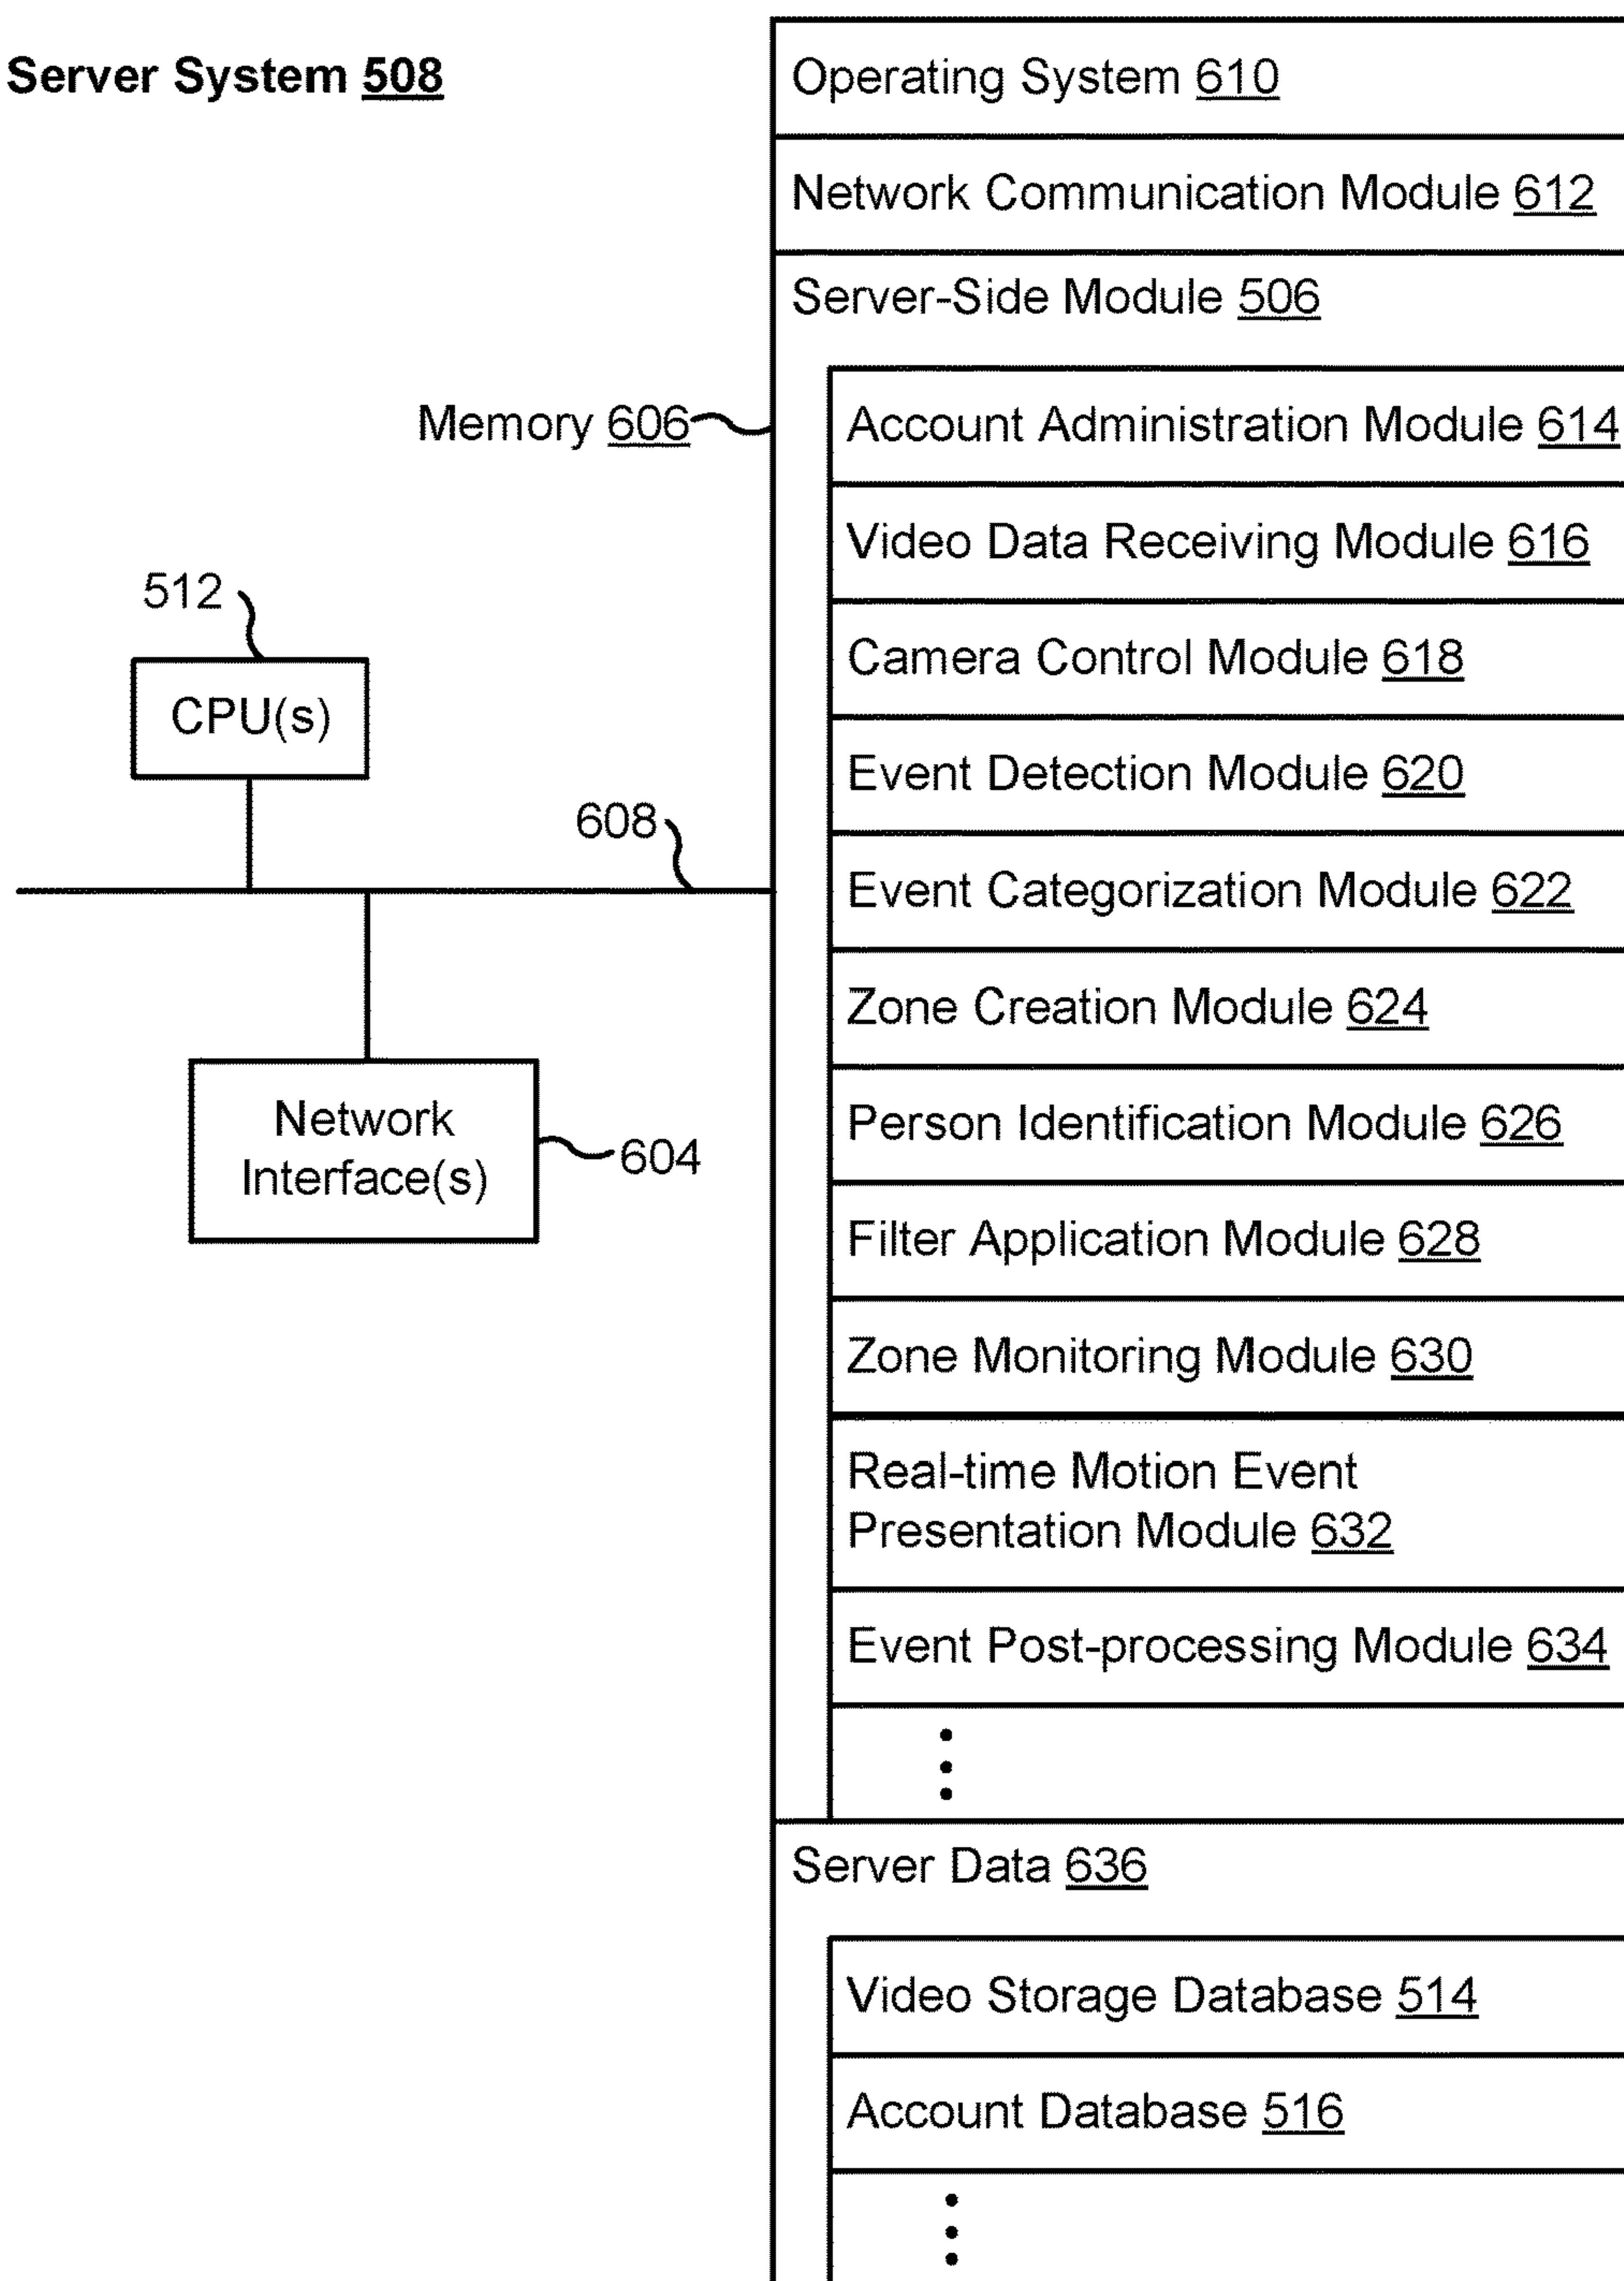 Server System 508
Operating System 610
Network Communication Module 612
Server-Side Module 506
Memory 606
Account Administration Module 614
Video Data Receiving Module 616
512
CPU(s)
Camera Control Module 618
Event Detection Module 620
608
Event Categorization Module 622
Zone Creation Module 624
Network
Interface(s)
604
Person Identification Module 626
Filter Application Module 628
Zone Monitoring Module 630
Real-time Motion Event
Presentation Module 632
Event Post-processing Module 634
Server Data 636
Video Storage Database 514
Account Database 516